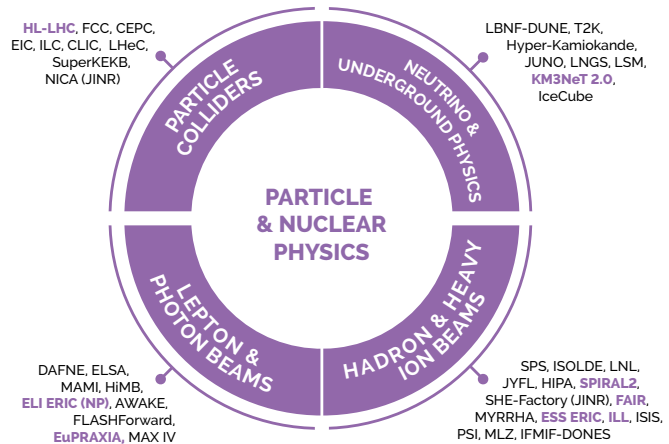 HL-LHC, FCC, CEPC,
EIC, ILC, CLIC, LHeC,
SuperKEKB,
NICA (JINR)
LBNF-DUNE, T2K,
Hyper-Kamiokande,
JUNO, LNGS, LSM,
KM3NeT 2.0,
IceCube
PARTICLE
COLLIDERS
NEUTRINO &
UNDERGROUND PHYSICS
PARTICLE
& NUCLEAR
PHYSICS
LEPTON &
PHOTON BEAMS
HADRON & HEAVY
ION BEAMS
DAFNE, ELSA,
MAMI, HiMB,
ELI ERIC (NP), AWAKE,
FLASHForward,
EuPRAXIA, MAX IV
SPS, ISOLDE, LNL,
JYFL, HIPA, SPIRAL2,
SHE-Factory (JINR), FAIR,
MYRRHA, ESS ERIC, ILL, ISIS,
PSI, MLZ, IFMIF-DONES